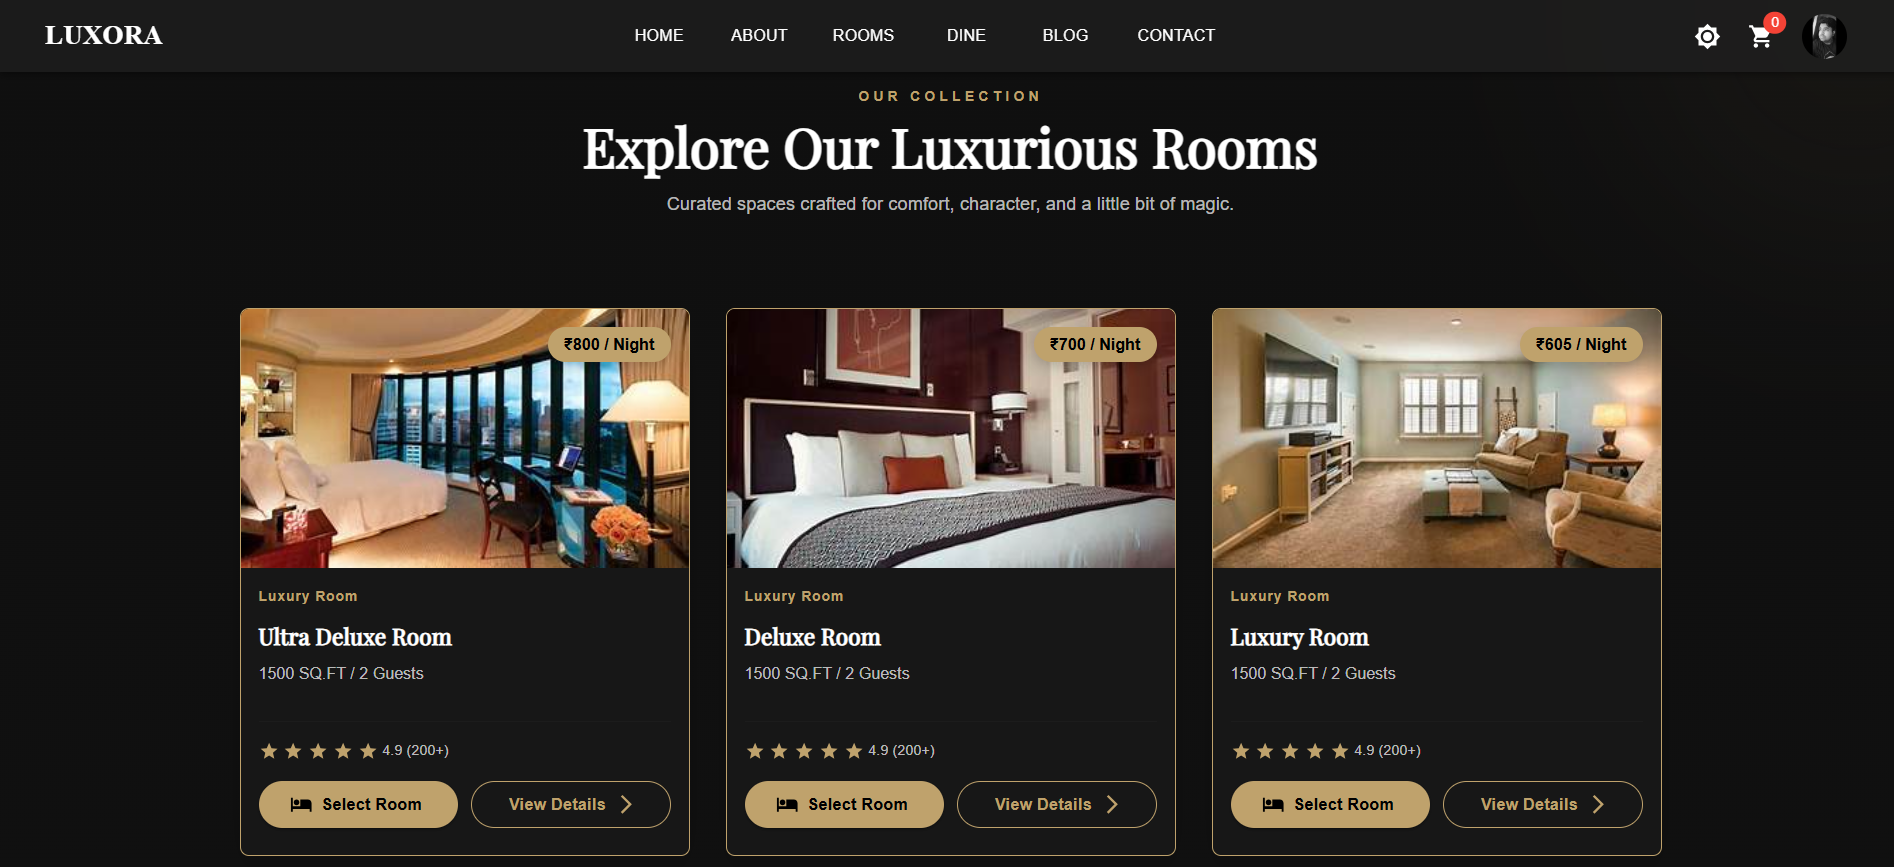 LUXORA
HOME ABOUT ROOMS DINE BLOG CONTACT
0
OUR COLLECTION
Explore Our Luxurious Rooms
Curated spaces crafted for comfort, character, and a little bit of magic.
₹800 / Night
Luxury Room
Ultra Deluxe Room
1500 SQ.FT / 2 Guests
4.9 (200+)
Select Room
View Details
₹700 / Night
Luxury Room
Deluxe Room
1500 SQ.FT / 2 Guests
4.9 (200+)
Select Room
View Details
₹605 / Night
Luxury Room
Luxury Room
1500 SQ.FT / 2 Guests
4.9 (200+)
Select Room
View Details